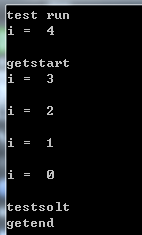 test run
i =  4
getstart
i =  3
i =  2
i =  1
i =  0
testsolt
getend